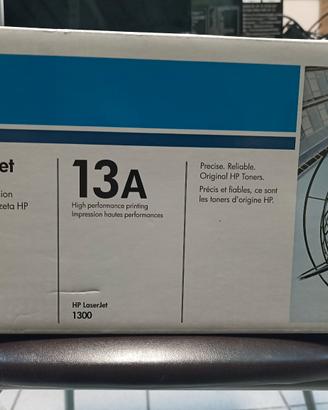 et
ion
zeta HP
13A
High performance printing
Impression hautes performances
HP LaserJet
1300
Precise. Reliable.
Original HP Toners.
Précis et fiables, ce sont
les toners d'origine HP.